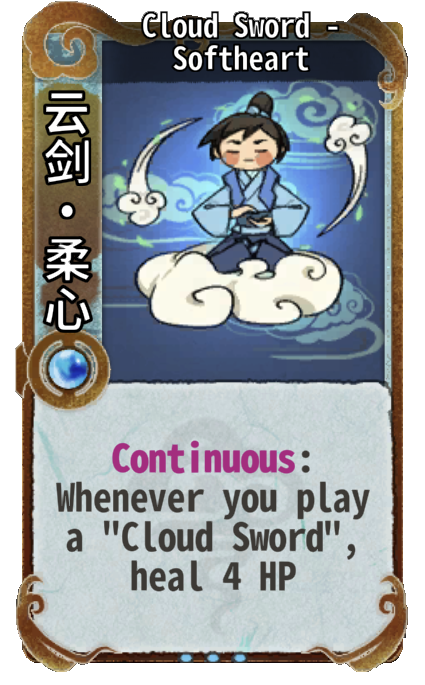 Cloud Sword -
Softheart
云剑·柔心
Continuous:
Whenever you play
a "Cloud Sword",
heal 4 HP